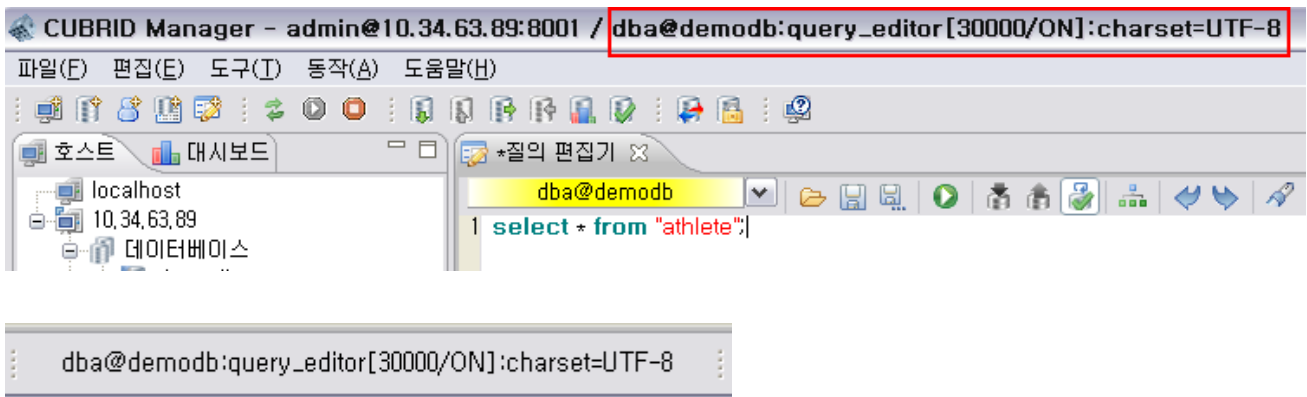 CUBRID Manager - admin@10.34.63.89:8001 / dba@demodb:query_editor[30000/ON]:charset=UTF-8
파일(F) 편집(E) 도구(T) 동작(A) 도움말(H)
호스트 대시보드 *질의 편집기
localhost dba@demodb
10,34,63,89 1 select * from "athlete";
데이터베이스
dba@demodb:query_editor[30000/ON]:charset=UTF-8